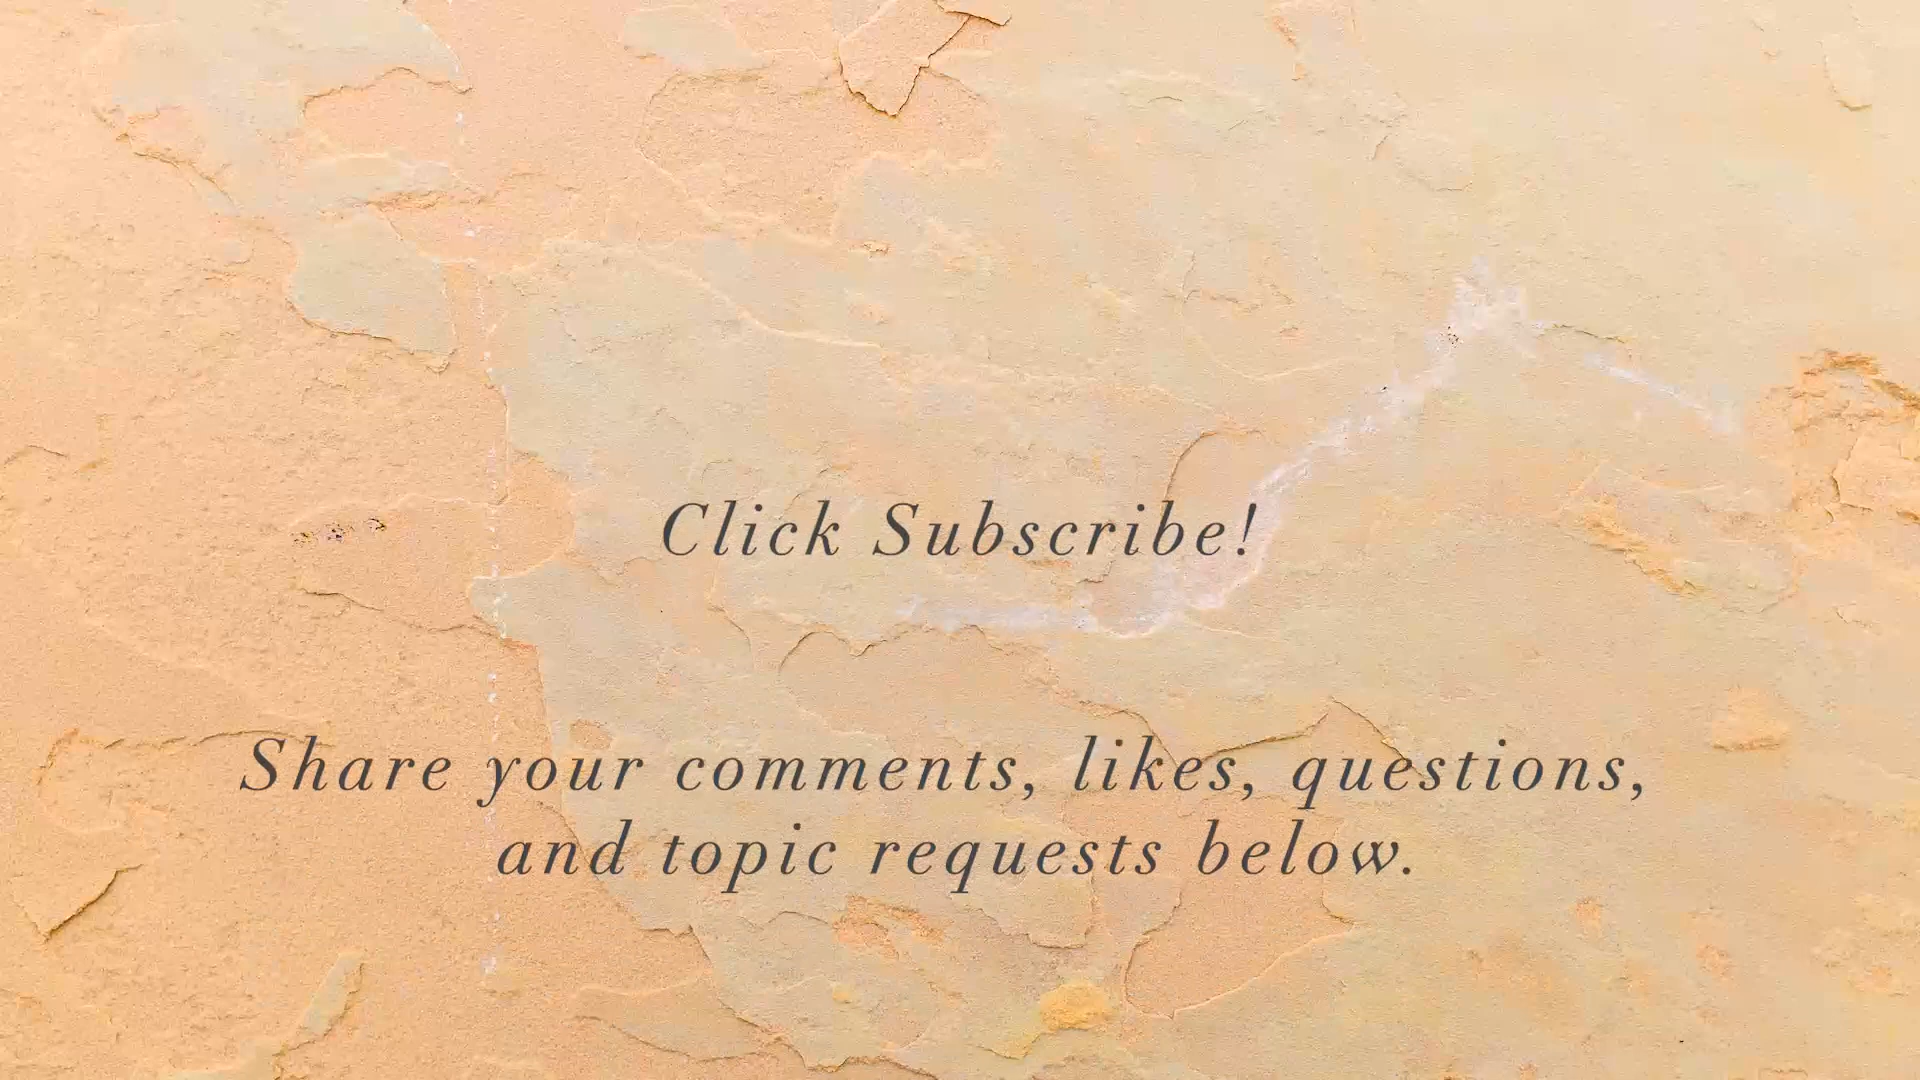 Click Subscribe!
Share your comments, likes, questions,
and topic requests below.